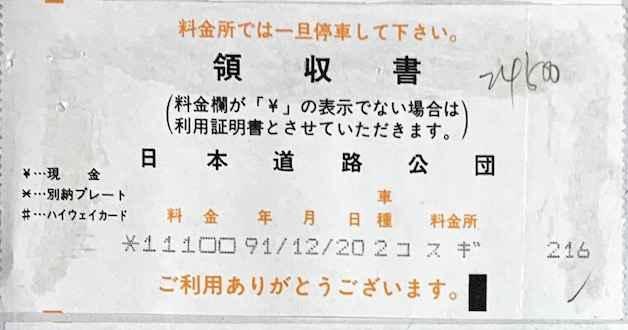 料金所では一旦停車して下さい。
領収書
24500
(料金欄が「￥」の表示でない場合は
利用証明書とさせていただきます。)
日本道路公団
￥…現金
＊…別納プレート
＃…ハイウェイカード
料金 年 月 日 車種 料金所
＊11100 91/12/20 2コスギ 216
ご利用ありがとうございます。